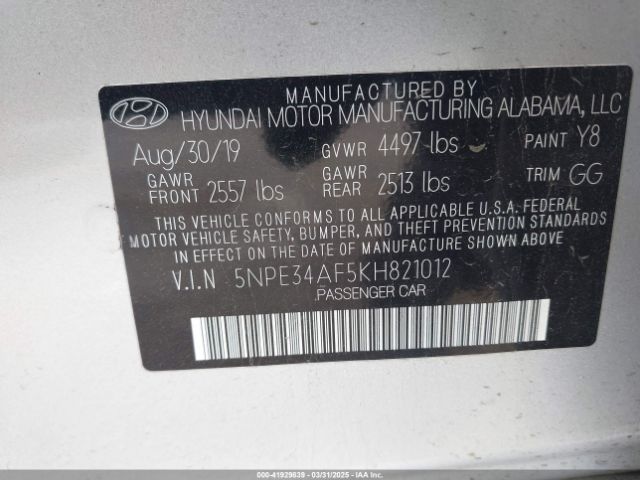 MANUFACTURED BY
HYUNDAI MOTOR MANUFACTURING ALABAMA, LLC
Aug/30/19 GVWR 4497 lbs PAINT Y8
GAWR FRONT 2557 lbs GAWR REAR 2513 lbs TRIM GG
THIS VEHICLE CONFORMS TO ALL APPLICABLE U.S.A. FEDERAL
MOTOR VEHICLE SAFETY, BUMPER, AND THEFT PREVENTION STANDARDS
IN EFFECT ON THE DATE OF MANUFACTURE SHOWN ABOVE.
V.I.N 5NPE34AF5KH821012
PASSENGER CAR
000-41929639 - 03/31/2025 - IAAI.COM